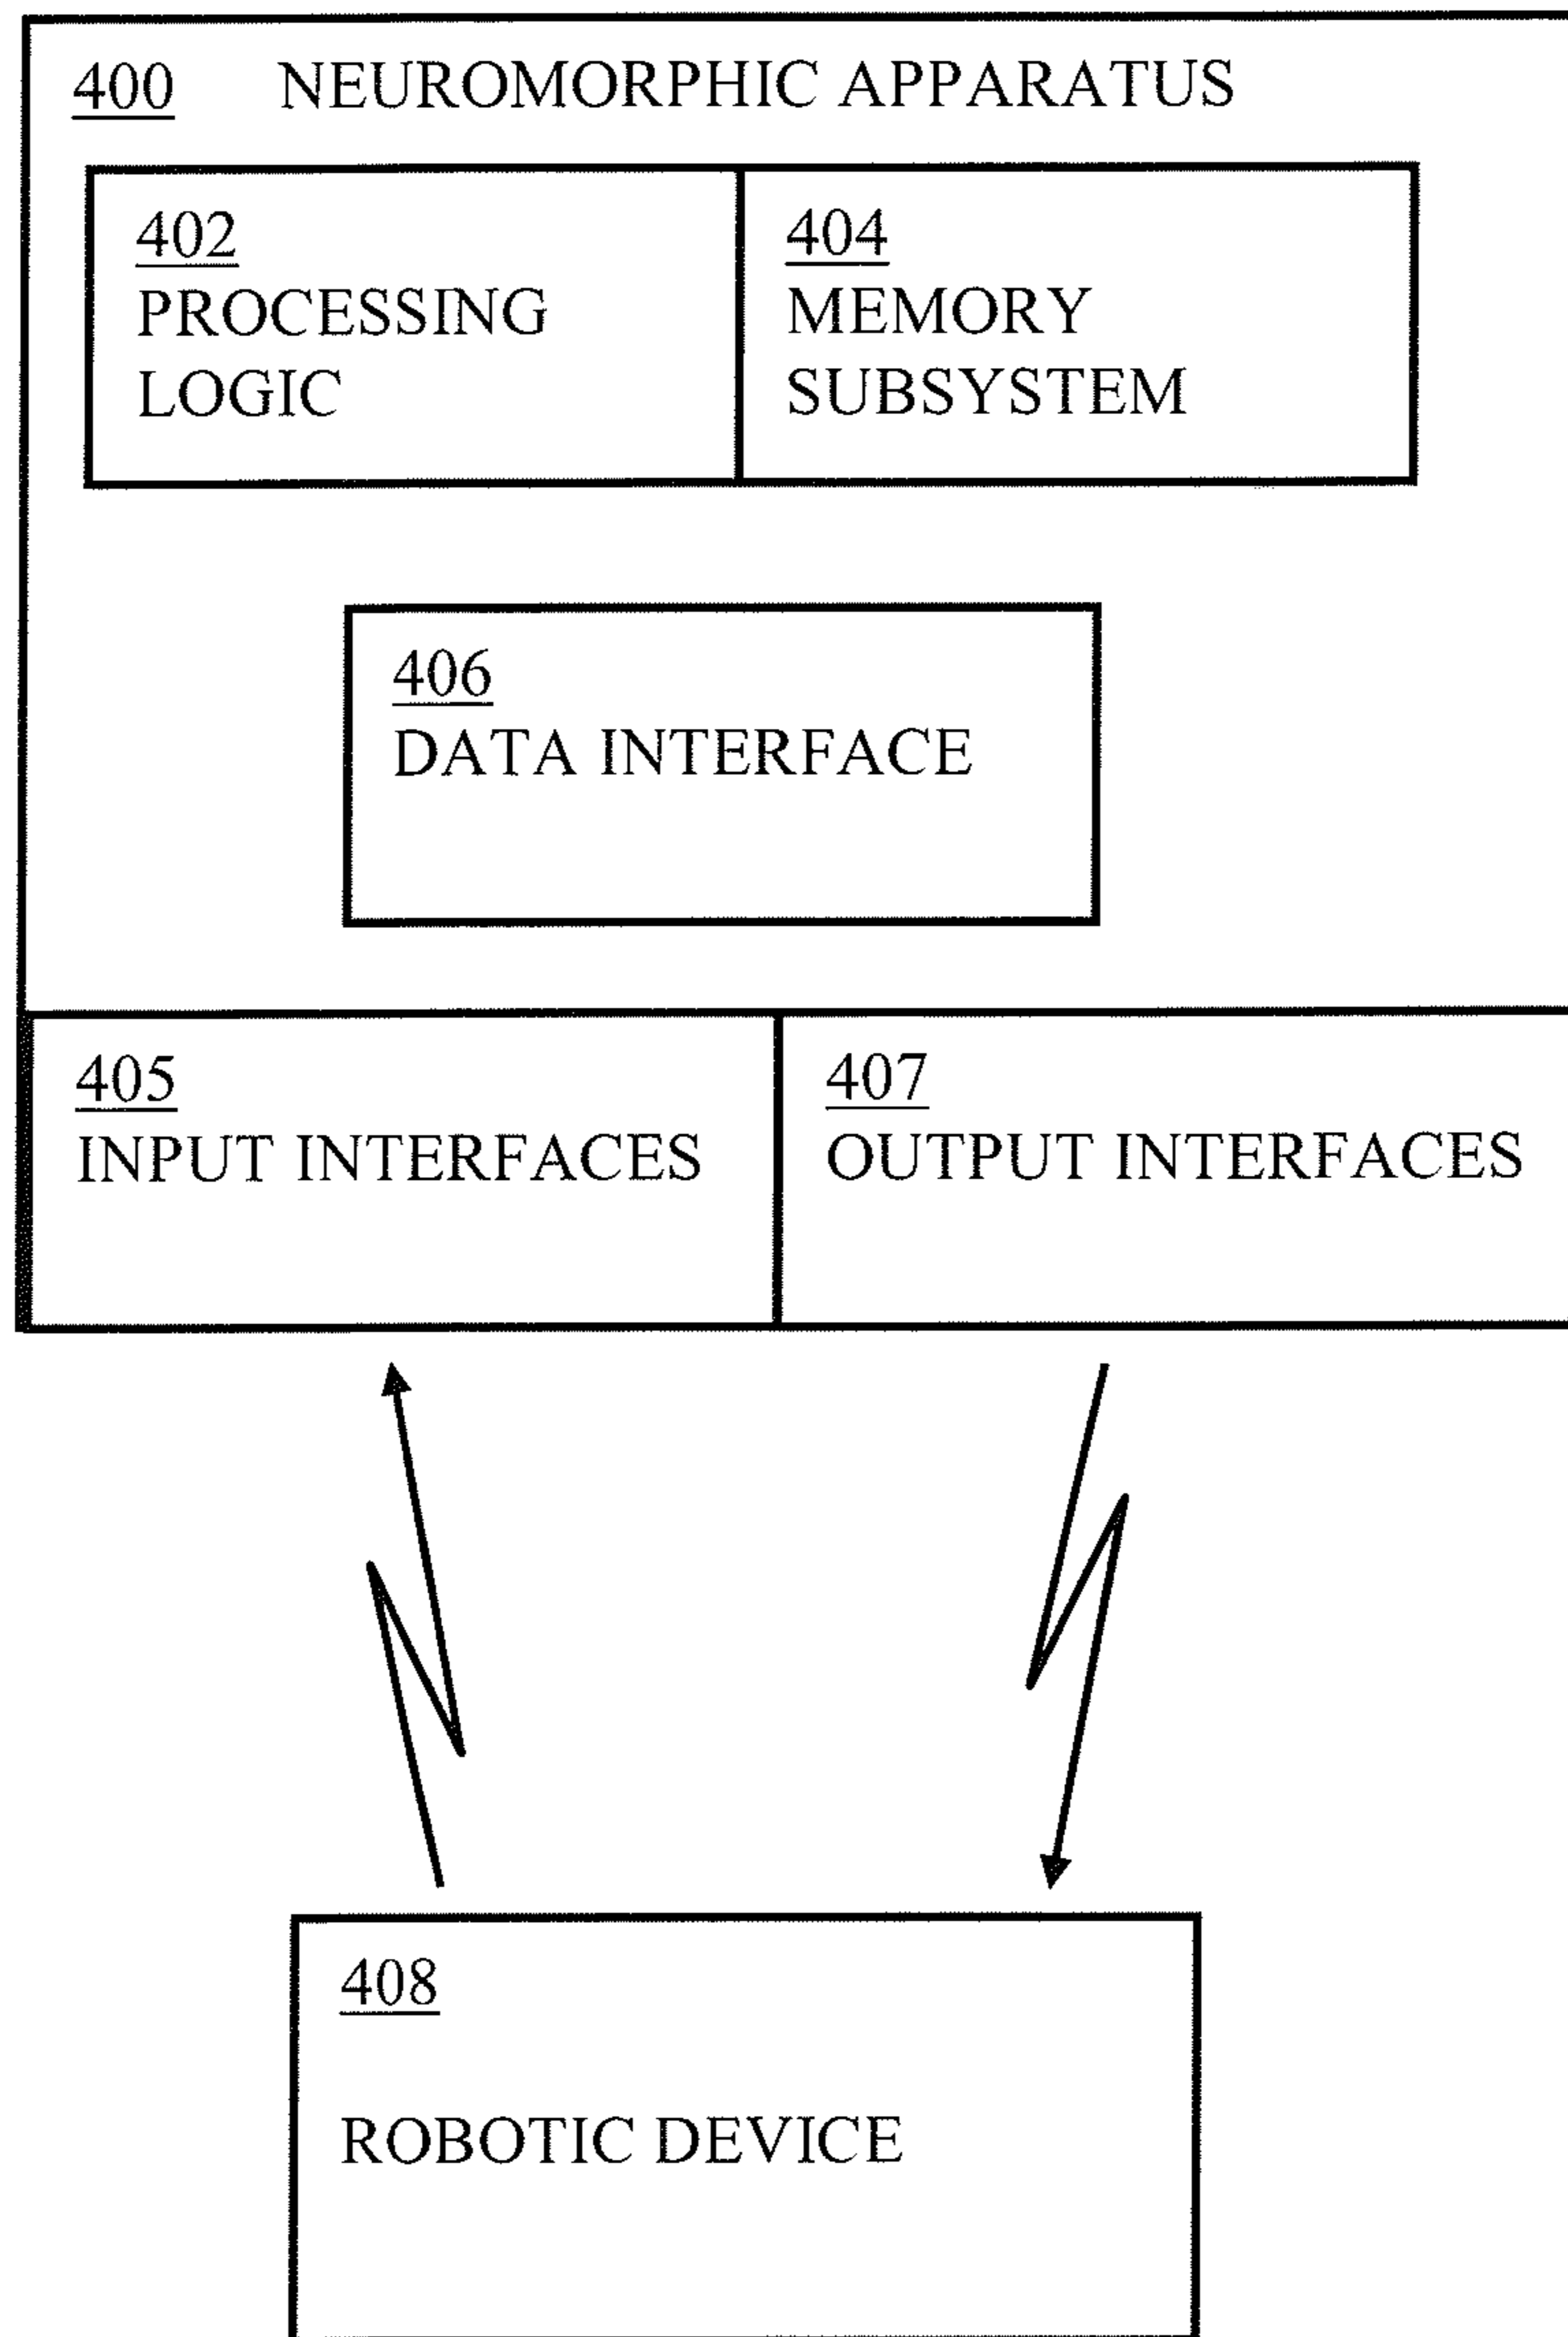 400 NEUROMORPHIC APPARATUS
402
PROCESSING
LOGIC
404
MEMORY
SUBSYSTEM
406
DATA INTERFACE
405
INPUT INTERFACES
407
OUTPUT INTERFACES
408
ROBOTIC DEVICE